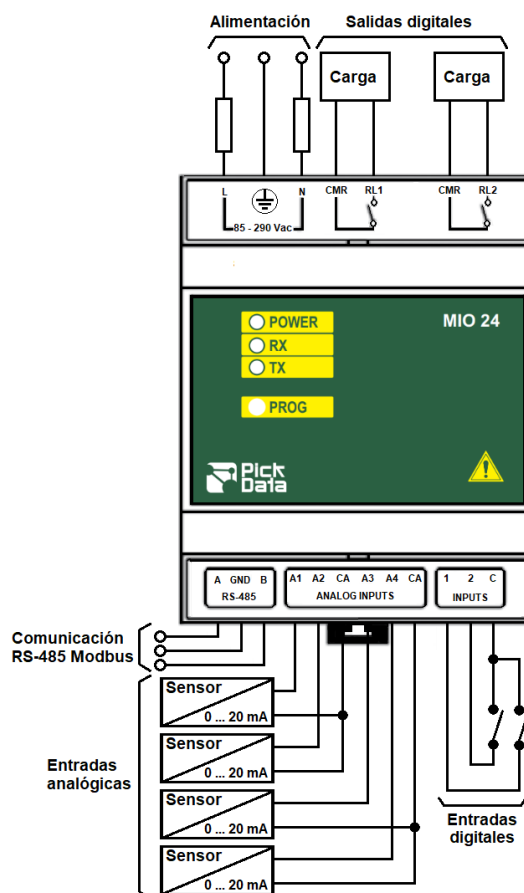 Alimentación
Salidas digitales
Carga
Carga
L
N
CMR
RL1
CMR
RL2
85 - 290 Vac
POWER
MIO 24
RX
TX
PROG
Pick
Data
A GND B
RS-485
A1 A2 CA A3 A4 CA
ANALOG INPUTS
1 2 C
INPUTS
Comunicación
RS-485 Modbus
Sensor
0 ... 20 mA
Sensor
0 ... 20 mA
Sensor
0 ... 20 mA
Sensor
0 ... 20 mA
Entradas
analógicas
Entradas
digitales